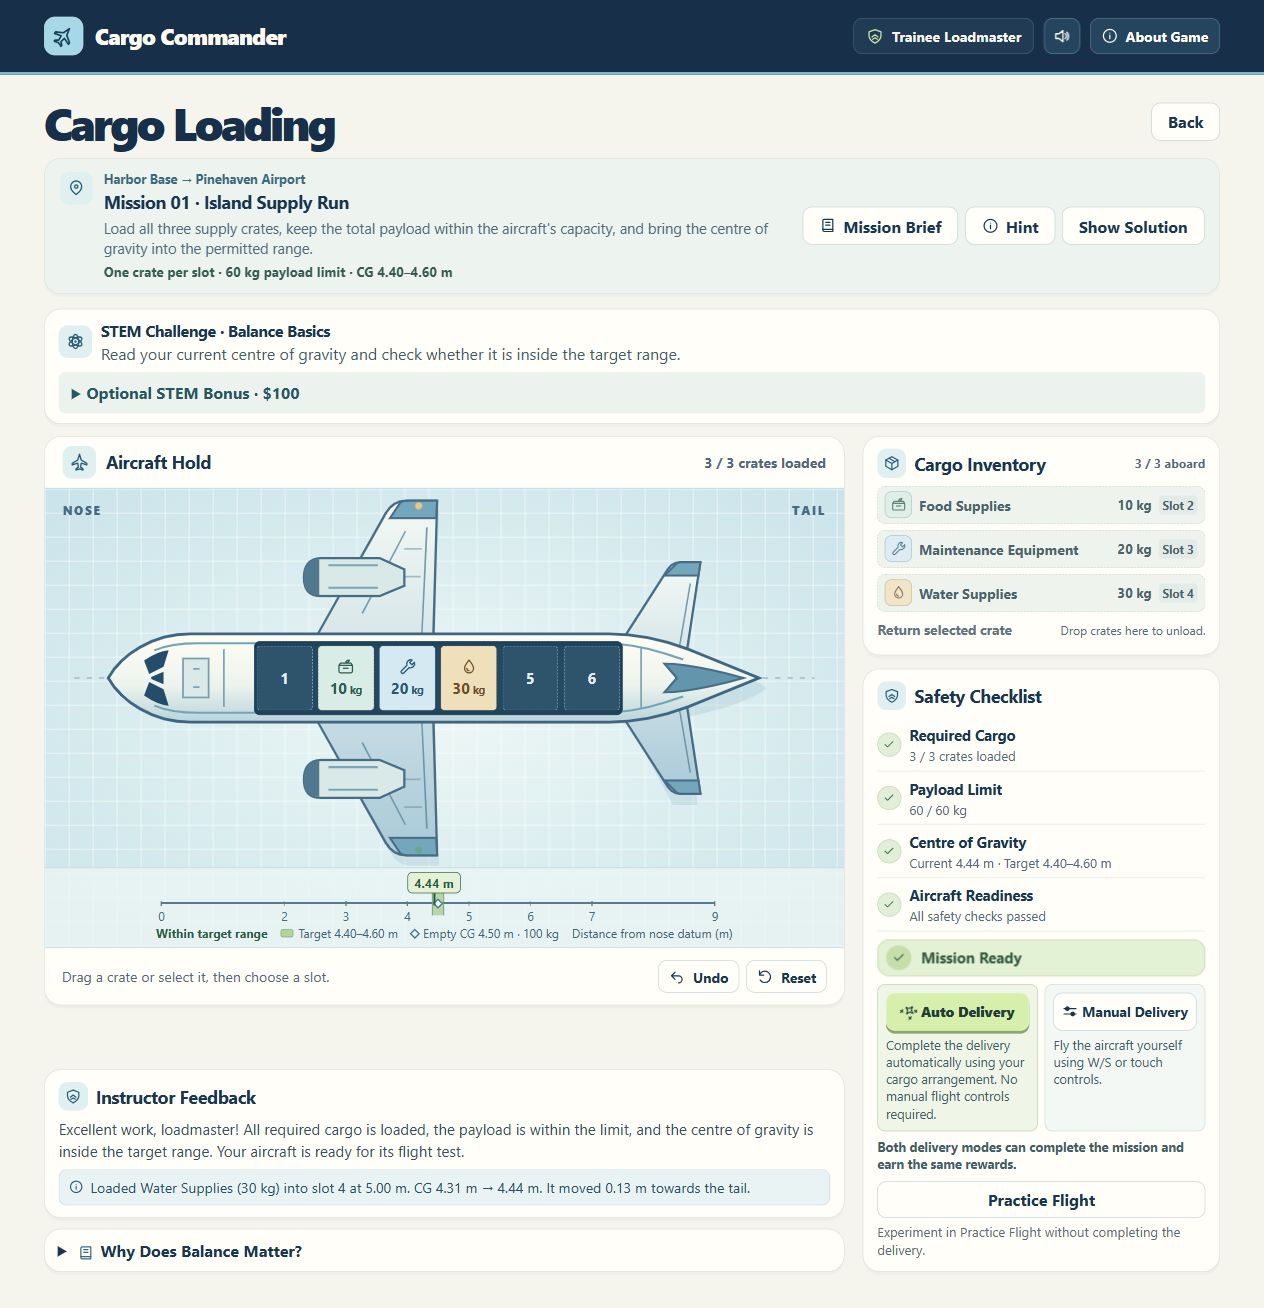 Cargo Commander
Trainee Loadmaster
About Game
Cargo Loading
Back
Harbor Base → Pinehaven Airport
Mission 01 · Island Supply Run
Load all three supply crates, keep the total payload within the aircraft's capacity, and bring the centre of
gravity into the permitted range.
One crate per slot · 60 kg payload limit · CG 4.40–4.60 m
Mission Brief
Hint
Show Solution
STEM Challenge · Balance Basics
Read your current centre of gravity and check whether it is inside the target range.
▶ Optional STEM Bonus · $100
Aircraft Hold
3 / 3 crates loaded
NOSE
TAIL
1
10 kg
20 kg
30 kg
5
6
4.44 m
0 2 3 4 5 6 7 9
Within target range Target 4.40–4.60 m Empty CG 4.50 m · 100 kg Distance from nose datum (m)
Drag a crate or select it, then choose a slot.
Undo
Reset
Cargo Inventory
3 / 3 aboard
Food Supplies 10 kg Slot 2
Maintenance Equipment 20 kg Slot 3
Water Supplies 30 kg Slot 4
Return selected crate
Drop crates here to unload.
Safety Checklist
Required Cargo
3 / 3 crates loaded
Payload Limit
60 / 60 kg
Centre of Gravity
Current 4.44 m · Target 4.40–4.60 m
Aircraft Readiness
All safety checks passed
Mission Ready
Auto Delivery
Complete the delivery
automatically using your
cargo arrangement. No
manual flight controls
required.
Manual Delivery
Fly the aircraft yourself
using W/S or touch
controls.
Both delivery modes can complete the mission and
earn the same rewards.
Practice Flight
Experiment in Practice Flight without completing the
delivery.
Instructor Feedback
Excellent work, loadmaster! All required cargo is loaded, the payload is within the limit, and the centre of gravity is
inside the target range. Your aircraft is ready for its flight test.
Loaded Water Supplies (30 kg) into slot 4 at 5.00 m. CG 4.31 m → 4.44 m. It moved 0.13 m towards the tail.
▶ Why Does Balance Matter?